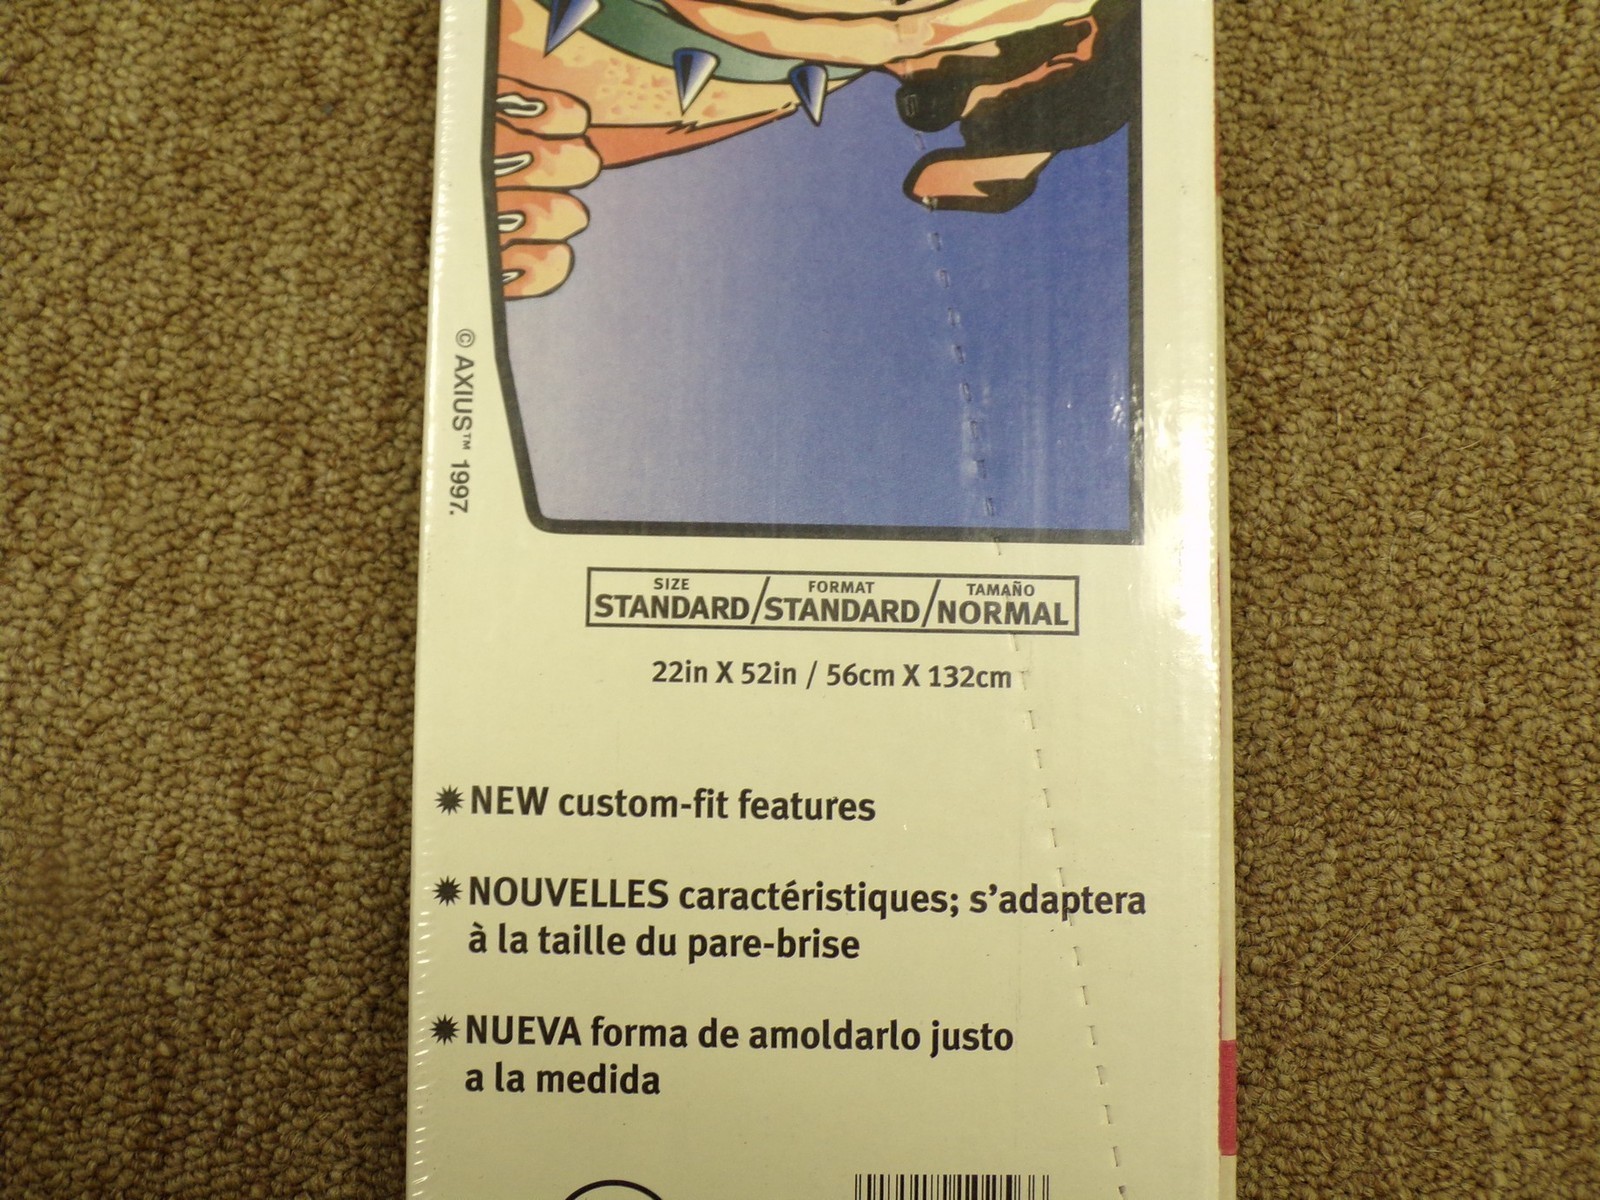 © AXIUS™ 1997.
SIZE FORMAT TAMAÑO
STANDARD/STANDARD/NORMAL
22in X 52in / 56cm X 132cm
NEW custom-fit features
NOUVELLES caractéristiques; s'adaptera
à la taille du pare-brise
NUEVA forma de amoldarlo justo
a la medida